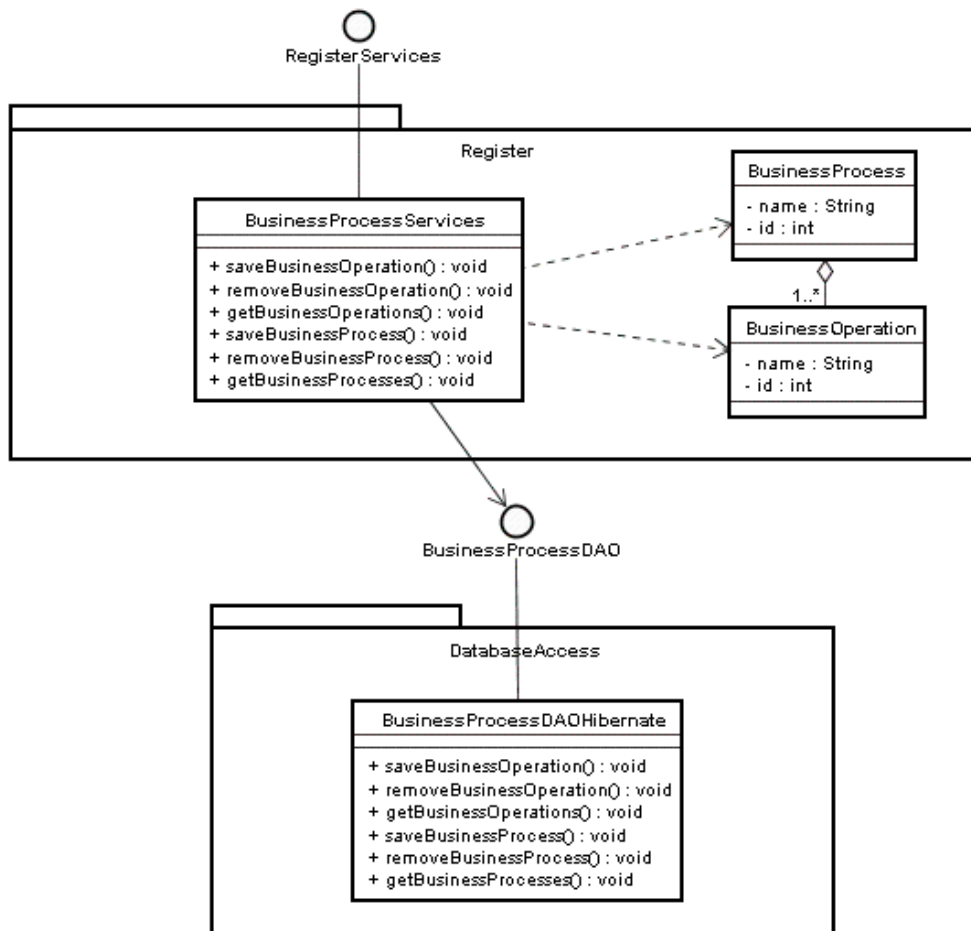 RegisterServices
Register
BusinessProcessServices
+ saveBusinessOperation() : void
+ removeBusinessOperation() : void
+ getBusinessOperations() : void
+ saveBusinessProcess() : void
+ removeBusinessProcess() : void
+ getBusinessProcesses() : void
BusinessProcess
- name : String
- id : int
1..*
BusinessOperation
- name : String
- id : int
BusinessProcessDAO
DatabaseAccess
BusinessProcessDAOHibernate
+ saveBusinessOperation() : void
+ removeBusinessOperation() : void
+ getBusinessOperations() : void
+ saveBusinessProcess() : void
+ removeBusinessProcess() : void
+ getBusinessProcesses() : void